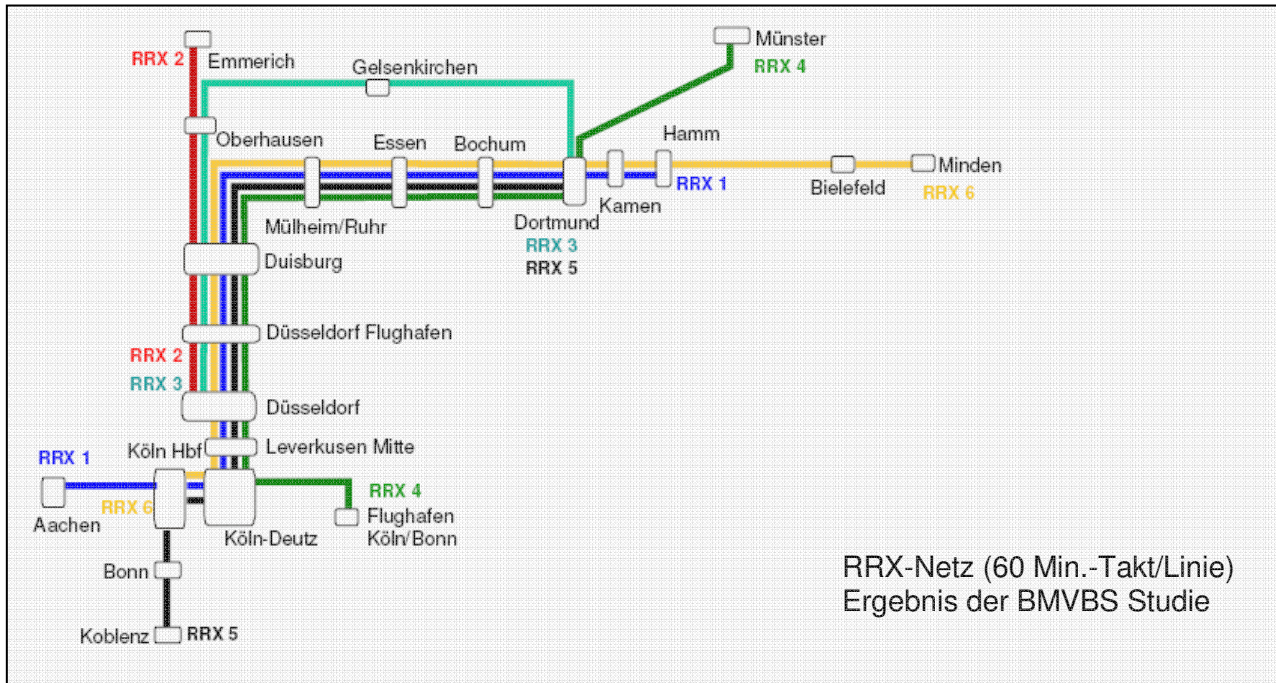 RRX 2
Emmerich
Gelsenkirchen
Münster
RRX 4
Oberhausen
Essen
Bochum
Hamm
Mülheim/Ruhr
Dortmund
RRX 3
RRX 5
Kamen
RRX 1
Bielefeld
Minden
RRX 6
Duisburg
Düsseldorf Flughafen
RRX 2
RRX 3
Düsseldorf
Köln Hbf
Leverkusen Mitte
RRX 1
Aachen
RRX 6
Köln-Deutz
RRX 4
Flughafen
Köln/Bonn
Bonn
Koblenz
RRX 5
RRX-Netz (60 Min.-Takt/Linie)
Ergebnis der BMVBS Studie